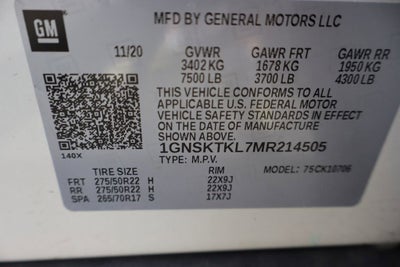 GM
MFD BY GENERAL MOTORS LLC
11/20 GVWR GAWR FRT GAWR RR
3402 KG 1678 KG 1950 KG
7500 LB 3700 LB 4300 LB
THIS VEHICLE CONFORMS TO ALL
APPLICABLE U.S. FEDERAL MOTOR
VEHICLE SAFETY STANDARDS IN EFFECT
ON THE DATE OF MANUFACTURE
SHOWN ABOVE.
140X 1GNSKTKL7MR214505
TYPE: M.P.V. MODEL: 75CK10706
TIRE SIZE RIM
FRT 275/50R22 H 22X9J
RR 275/50R22 H 22X9J
SPA 265/70R17 S 17X7J